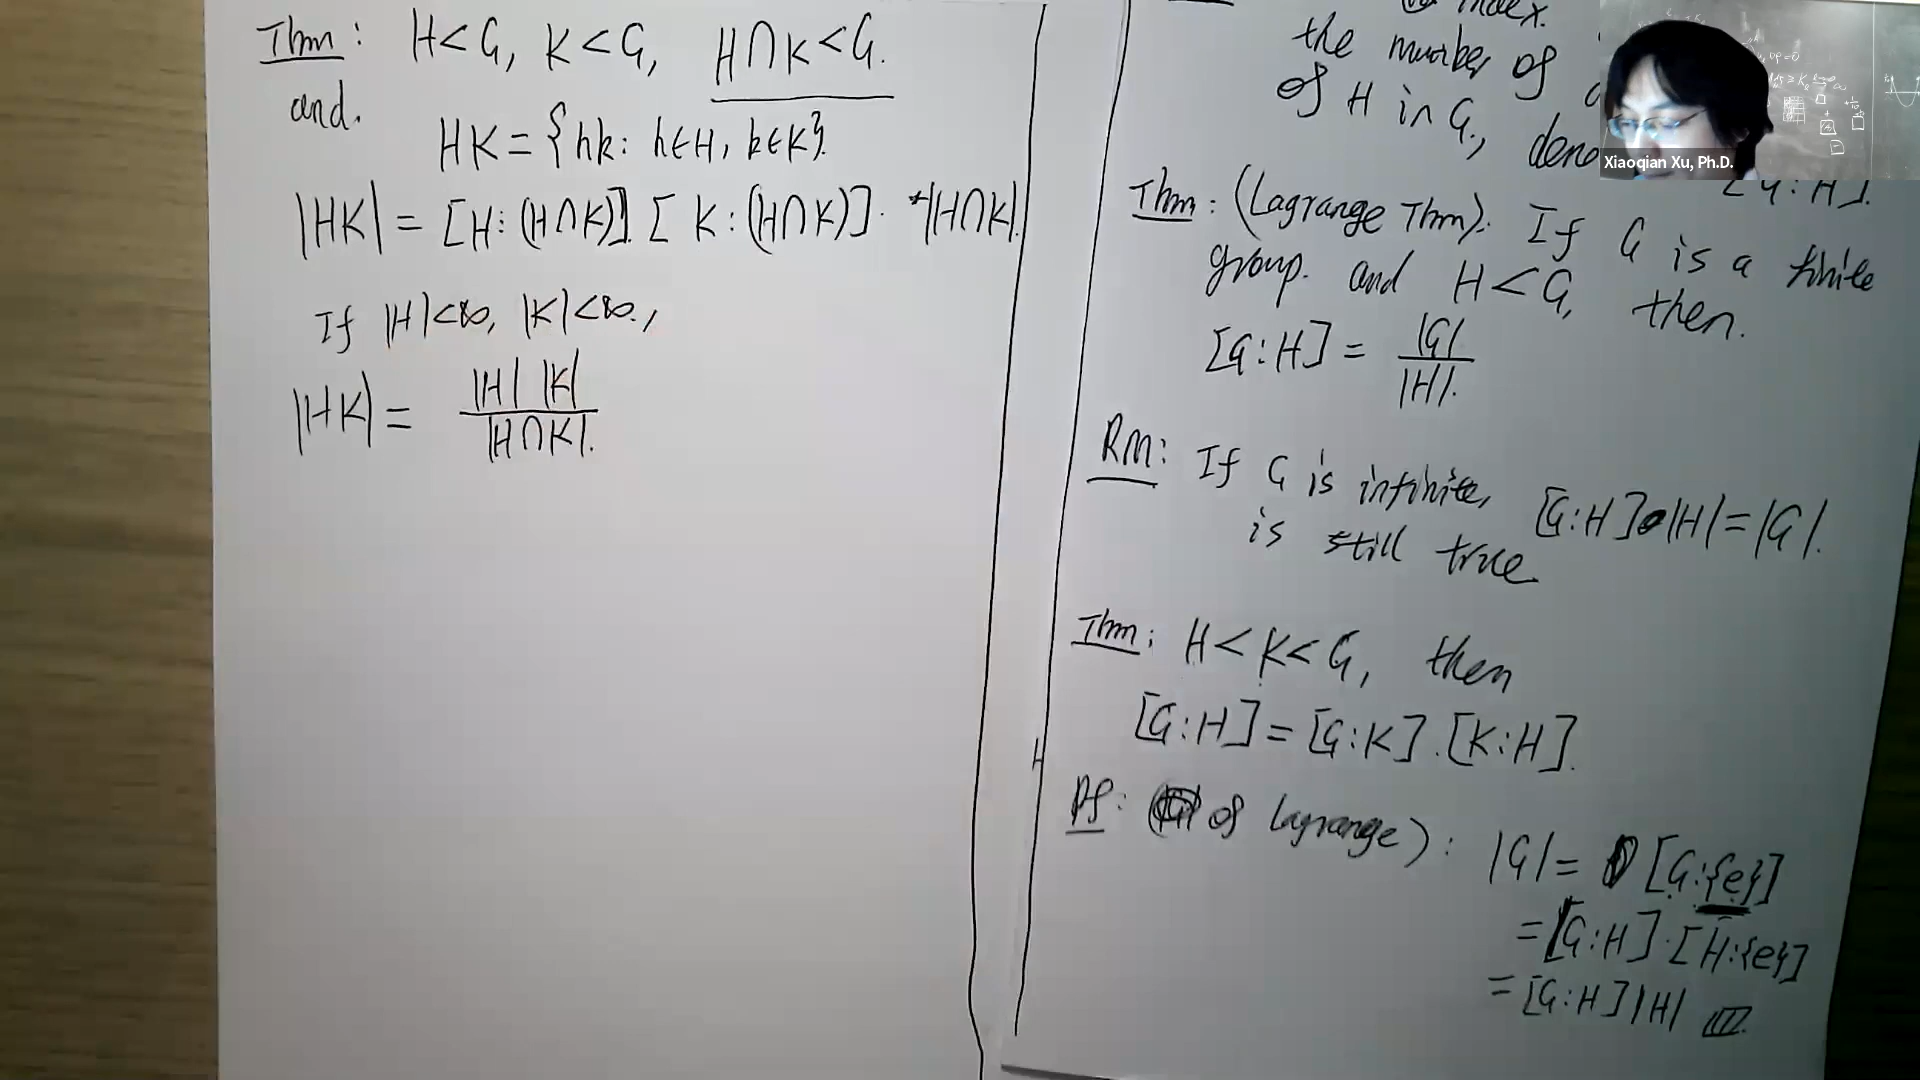 Thm: H<G, K<G, H∩K<G.
and.
HK={hk: h∈H, k∈K}.
|HK| = [H:(H∩K)].[K:(H∩K)]. *|H∩K|.
If |H|<∞, |K|<∞.,
|HK| = |H| |K| / |H∩K|.
index.
the number of
of H in G., deno
[G:H].
Thm: (Lagrange Thm). If G is a finite
group. and H<G, then.
[G:H] = |G| / |H|.
RM: If G is infinite, [G:H]•|H|=|G|.
is still true
Thm: H<K<G, then
[G:H]=[G:K].[K:H].
H
Pf: of Lagrange): |G|= [G:{e}]
=[G:H].[H:{e}]
=[G:H]|H|
Xiaoqian Xu, Ph.D.